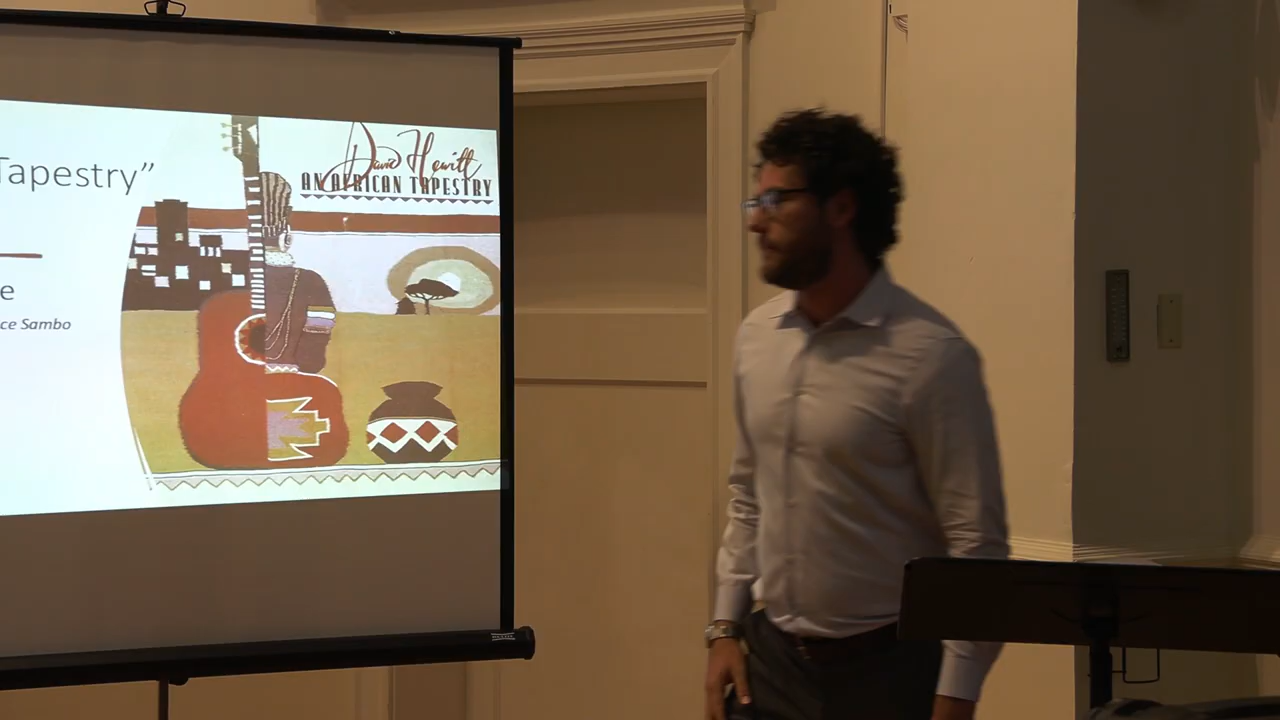 Tapestry”
David Hewitt
AN AFRICAN TAPESTRY
e
ce Sambo